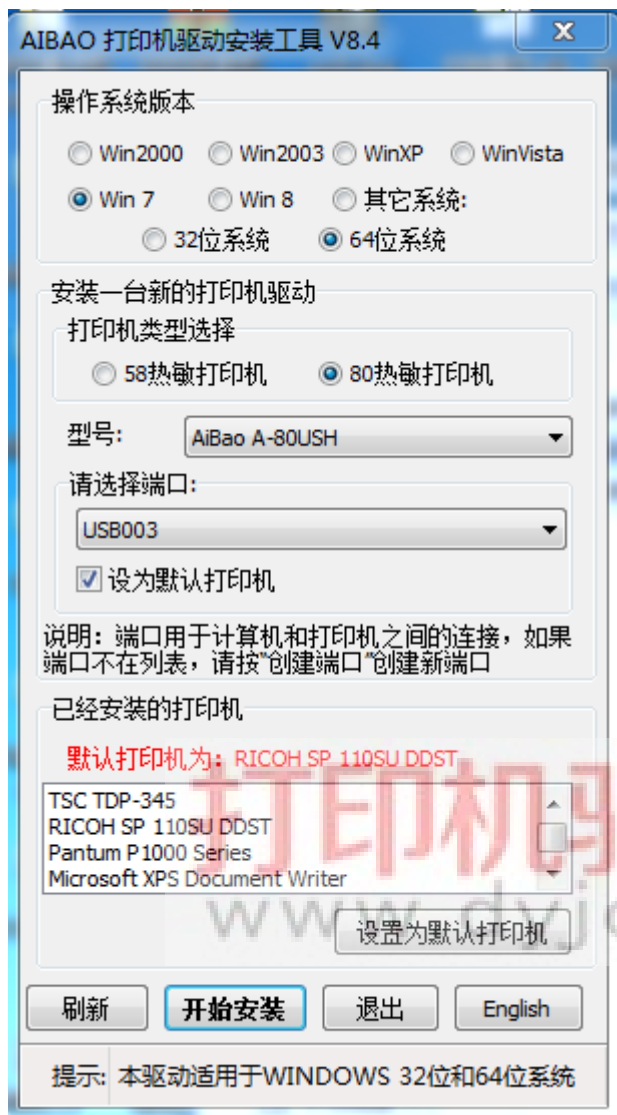 AIBAO 打印机驱动安装工具 V8.4
操作系统版本
Win2000 Win2003 WinXP WinVista
Win 7 Win 8 其它系统:
32位系统 64位系统
安装一台新的打印机驱动
打印机类型选择
58热敏打印机 80热敏打印机
型号: AiBao A-80USH
请选择端口:
USB003
设为默认打印机
说明: 端口用于计算机和打印机之间的连接，如果
端口不在列表，请按"创建端口"创建新端口
已经安装的打印机
默认打印机为: RICOH SP 110SU DDST
TSC TDP-345
RICOH SP 110SU DDST
Pantum P1000 Series
Microsoft XPS Document Writer
打印机驱
www.dyjc
设置为默认打印机
刷新 开始安装 退出 English
提示: 本驱动适用于WINDOWS 32位和64位系统